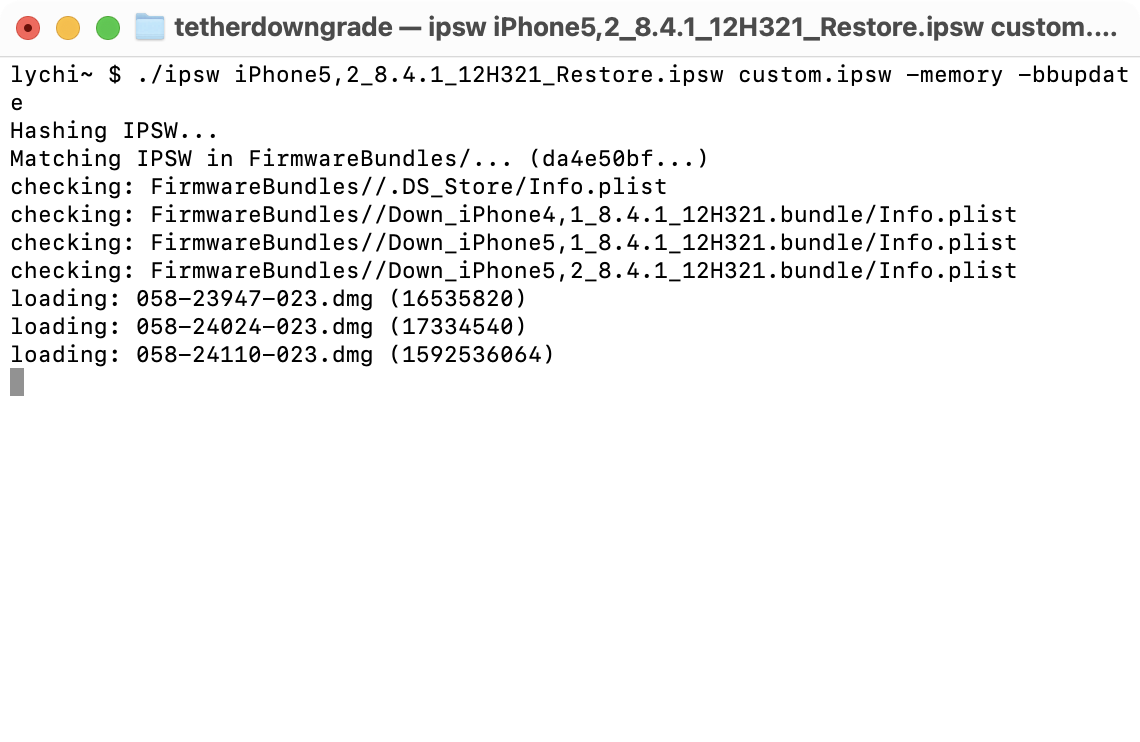 tetherdowngrade — ipsw iPhone5,2_8.4.1_12H321_Restore.ipsw custom....
lychi~ $ ./ipsw iPhone5,2_8.4.1_12H321_Restore.ipsw custom.ipsw -memory -bbupdat
e
Hashing IPSW...
Matching IPSW in FirmwareBundles/... (da4e50bf...)
checking: FirmwareBundles//.DS_Store/Info.plist
checking: FirmwareBundles//Down_iPhone4,1_8.4.1_12H321.bundle/Info.plist
checking: FirmwareBundles//Down_iPhone5,1_8.4.1_12H321.bundle/Info.plist
checking: FirmwareBundles//Down_iPhone5,2_8.4.1_12H321.bundle/Info.plist
loading: 058-23947-023.dmg (16535820)
loading: 058-24024-023.dmg (17334540)
loading: 058-24110-023.dmg (1592536064)